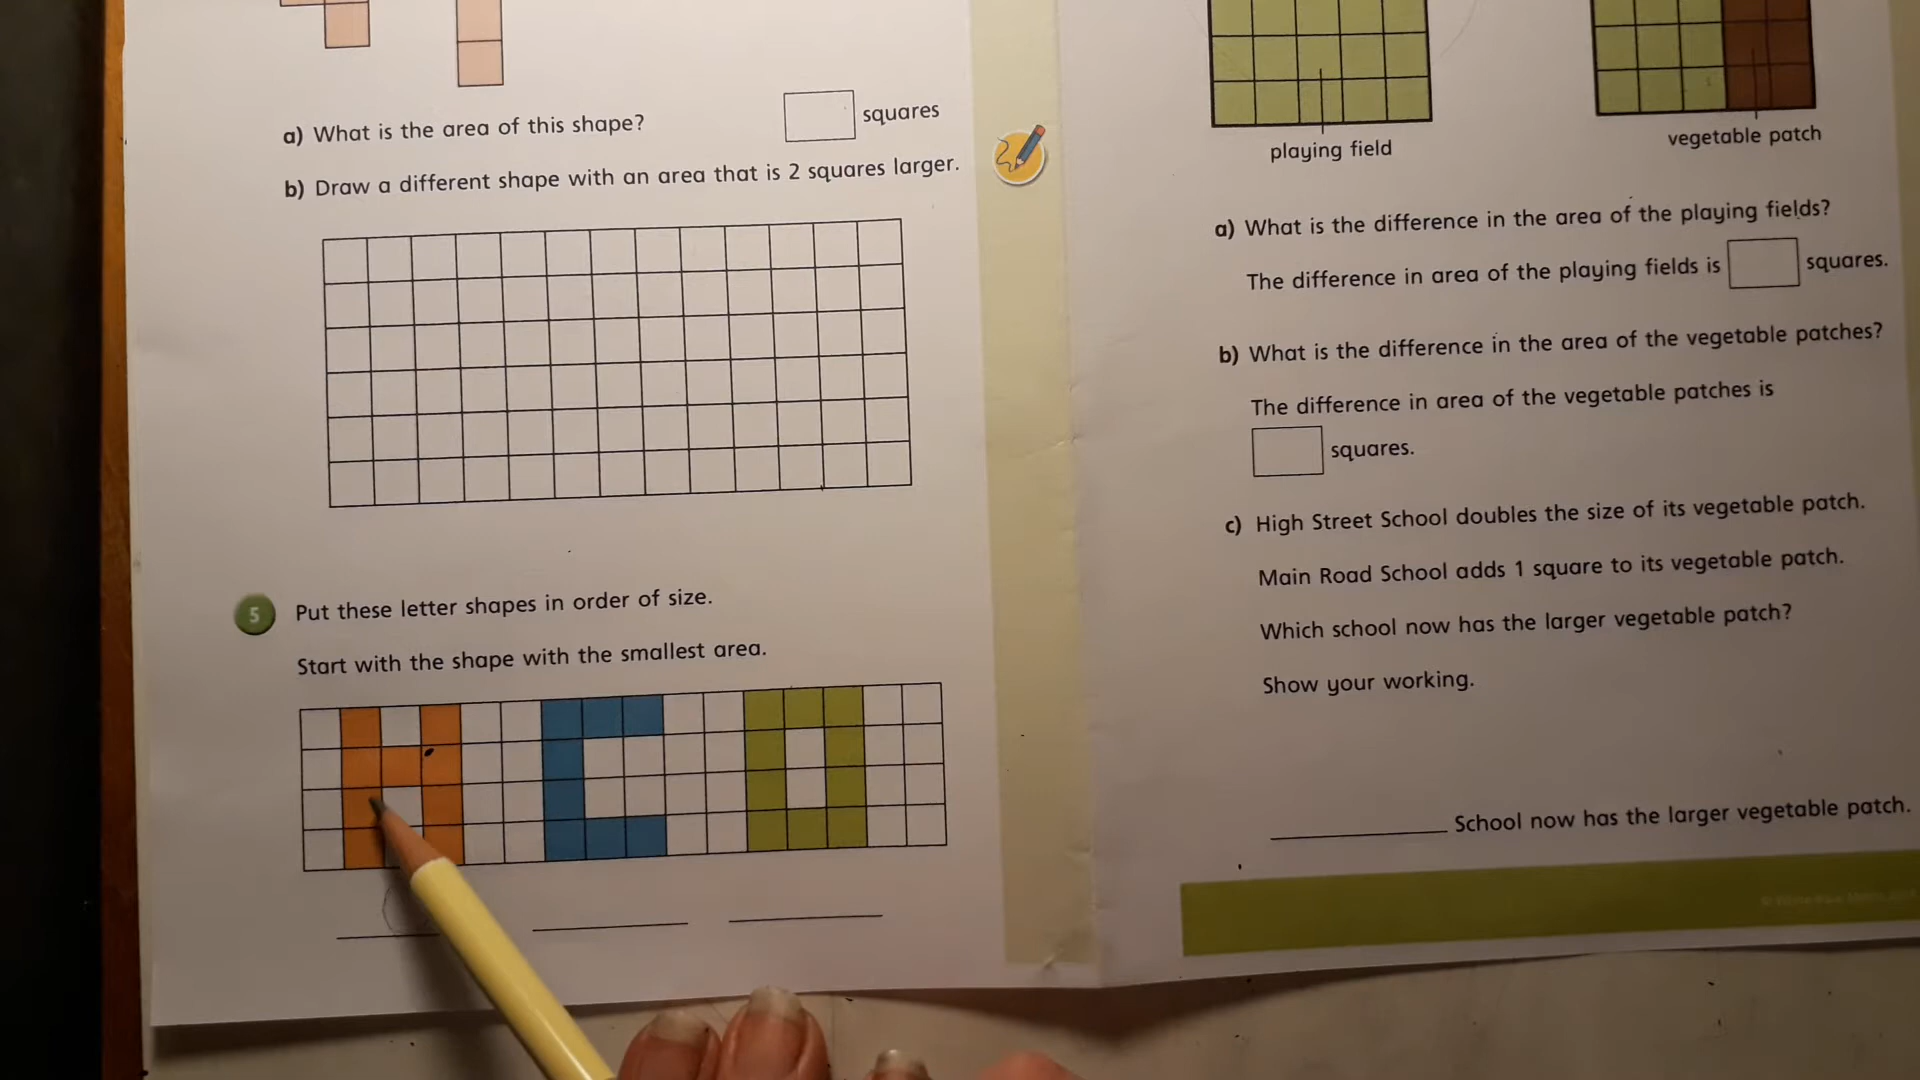 a) What is the area of this shape?
squares
b) Draw a different shape with an area that is 2 squares larger.
5
Put these letter shapes in order of size.
Start with the shape with the smallest area.
playing field
vegetable patch
a) What is the difference in the area of the playing fields?
The difference in area of the playing fields is
squares.
b) What is the difference in the area of the vegetable patches?
The difference in area of the vegetable patches is
squares.
c) High Street School doubles the size of its vegetable patch.
Main Road School adds 1 square to its vegetable patch.
Which school now has the larger vegetable patch?
Show your working.
School now has the larger vegetable patch.